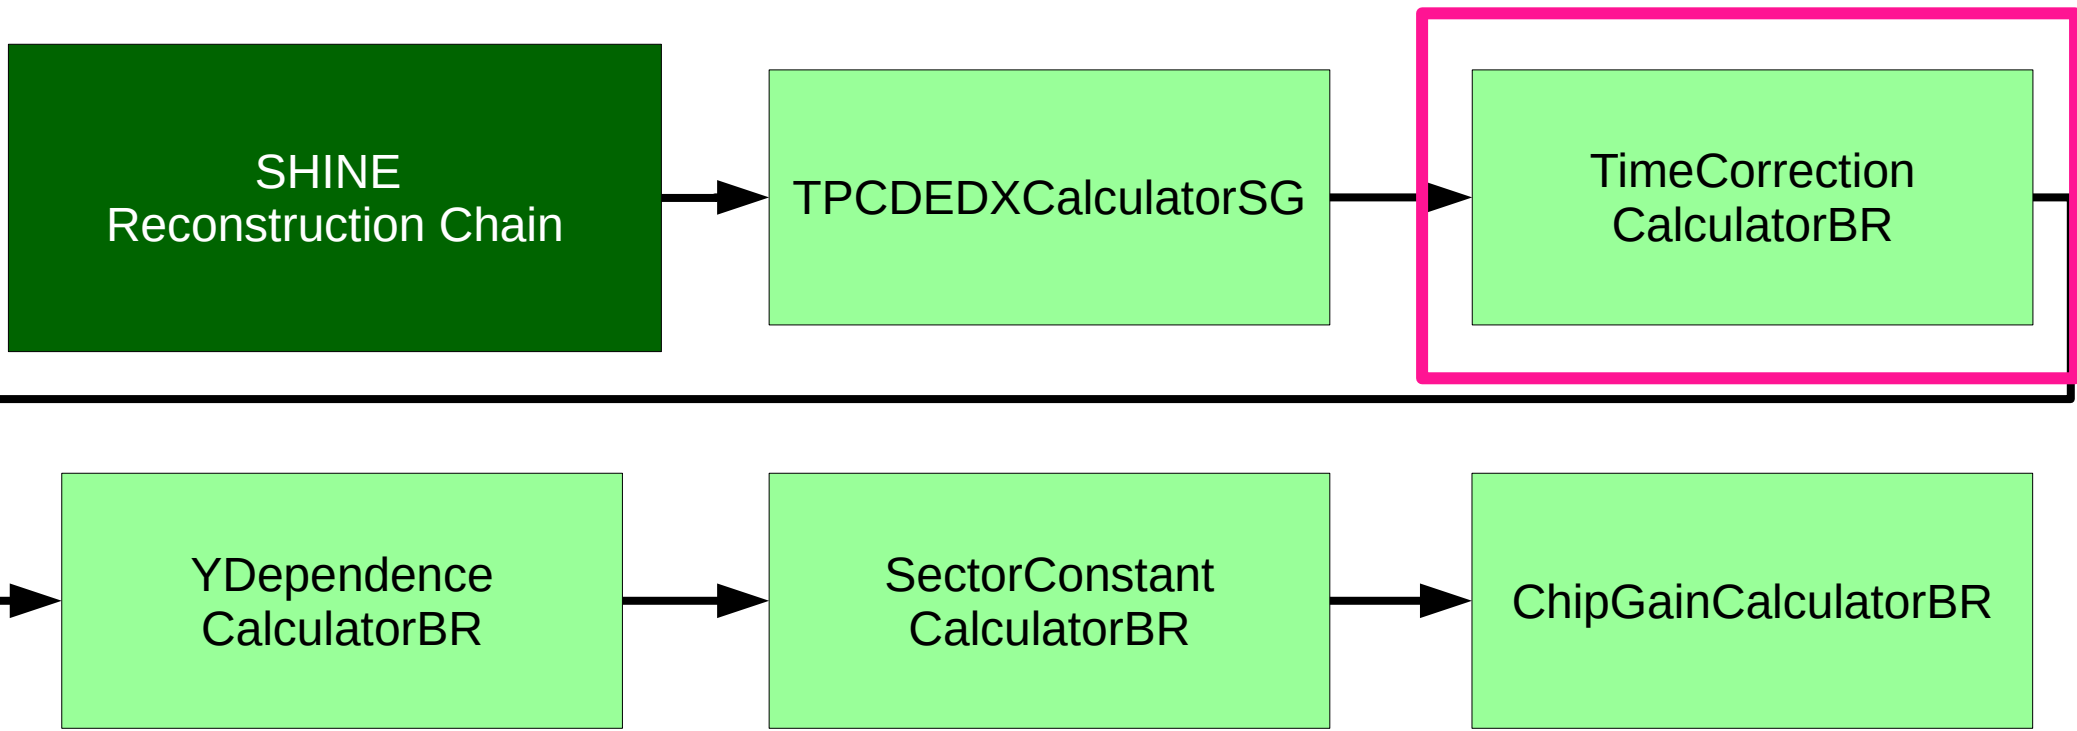 SHINE
Reconstruction Chain
TPCDEDXCalculatorSG
TimeCorrection
CalculatorBR
YDependence
CalculatorBR
SectorConstant
CalculatorBR
ChipGainCalculatorBR